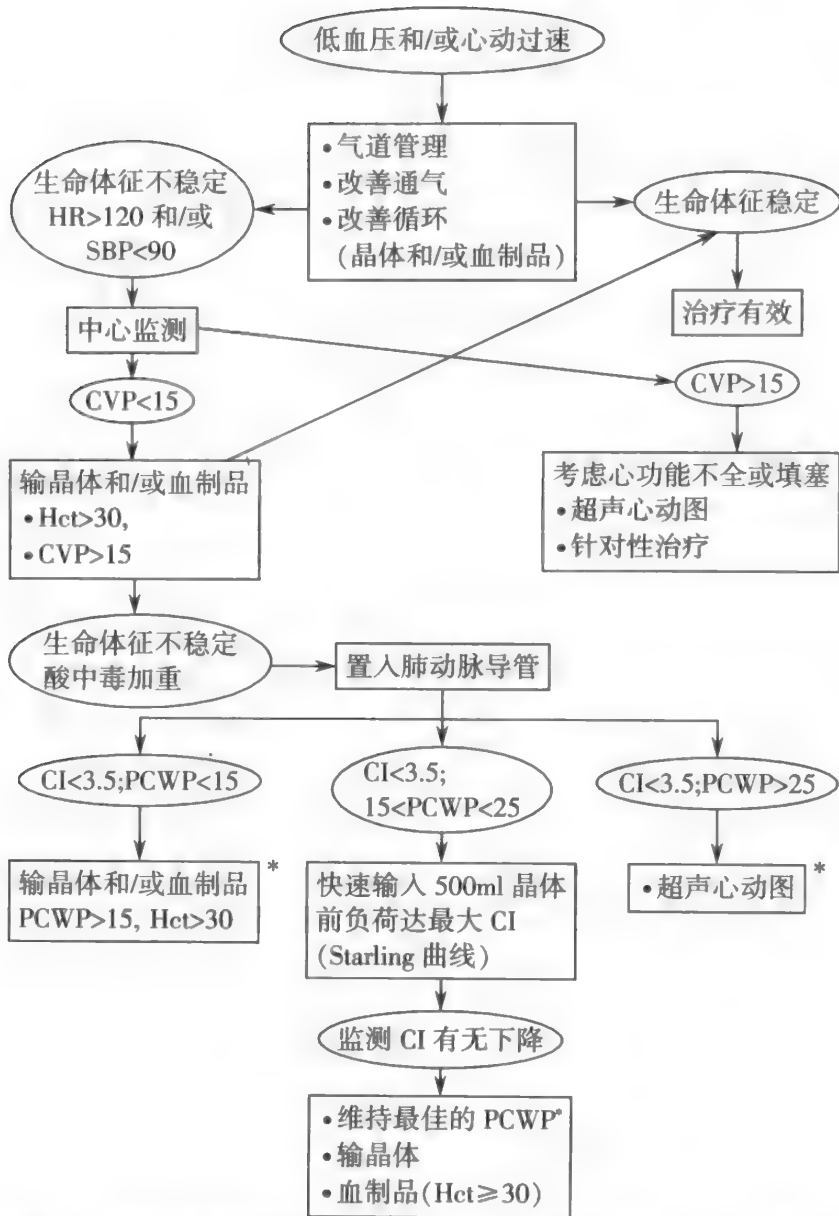 低血压和/或心动过速
•气道管理
•改善通气
•改善循环
(晶体和/或血制品)
生命体征不稳定
HR>120 和/或
SBP<90
生命体征稳定
治疗有效
中心监测
CVP<15
CVP>15
输晶体和/或血制品
•Hct>30,
•CVP>15
考虑心功能不全或填塞
•超声心动图
•针对性治疗
生命体征不稳定
酸中毒加重
置入肺动脉导管
CI<3.5;PCWP<15
CI<3.5;
15<PCWP<25
CI<3.5;PCWP>25
输晶体和/或血制品 *
PCWP>15, Hct>30
快速输入 500ml 晶体
前负荷达最大 CI
(Starling 曲线)
•超声心动图 *
监测 CI 有无下降
•维持最佳的 PCWP*
•输晶体
•血制品(Hct≥30)